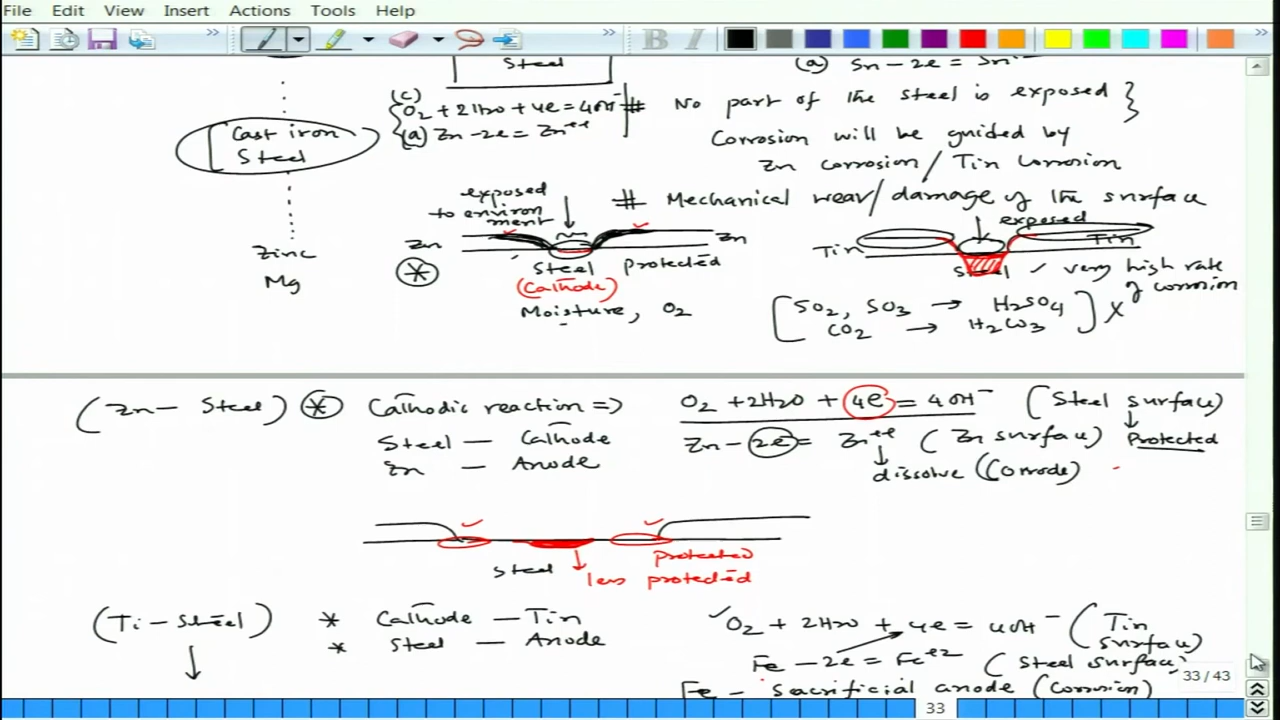 File Edit View Insert Actions Tools Help
Steel
(a) Sn - 2e = Sn++
(c)
O2 + 2H2O + 4e = 4OH-
(a) Zn - 2e = Zn++
# No part of the steel is exposed }
Corrosion will be guided by
Zn corrosion / Tin Corrosion
Cast iron
Steel
Zinc
Mg
exposed
to environ
ment
Zn
Zn
Steel
protected
(Cathode)
Moisture, O2
# Mechanical wear/damage of the surface
exposed
Tin
Tin
Steel ✓ very high rate
of corrosion
[SO2, SO3 → H2SO4
CO2 → H2CO3] X
(Zn - Steel) * Cathodic reaction => O2 + 2H2O + 4e = 4OH- (Steel surface)
Steel — Cathode
Zn - 2e = Zn++ (Zn surface) Protected
Zn — Anode
dissolve (Corrode)
Steel
protected
less protected
(Ti - Steel) * Cathode — Tin
✓O2 + 2H2O + 4e = 4OH- (Tin surface)
* Steel — Anode
Fe - 2e = Fe+2 (Steel surface)
Fe - sacrificial anode (Corrosion)
33 / 43
33